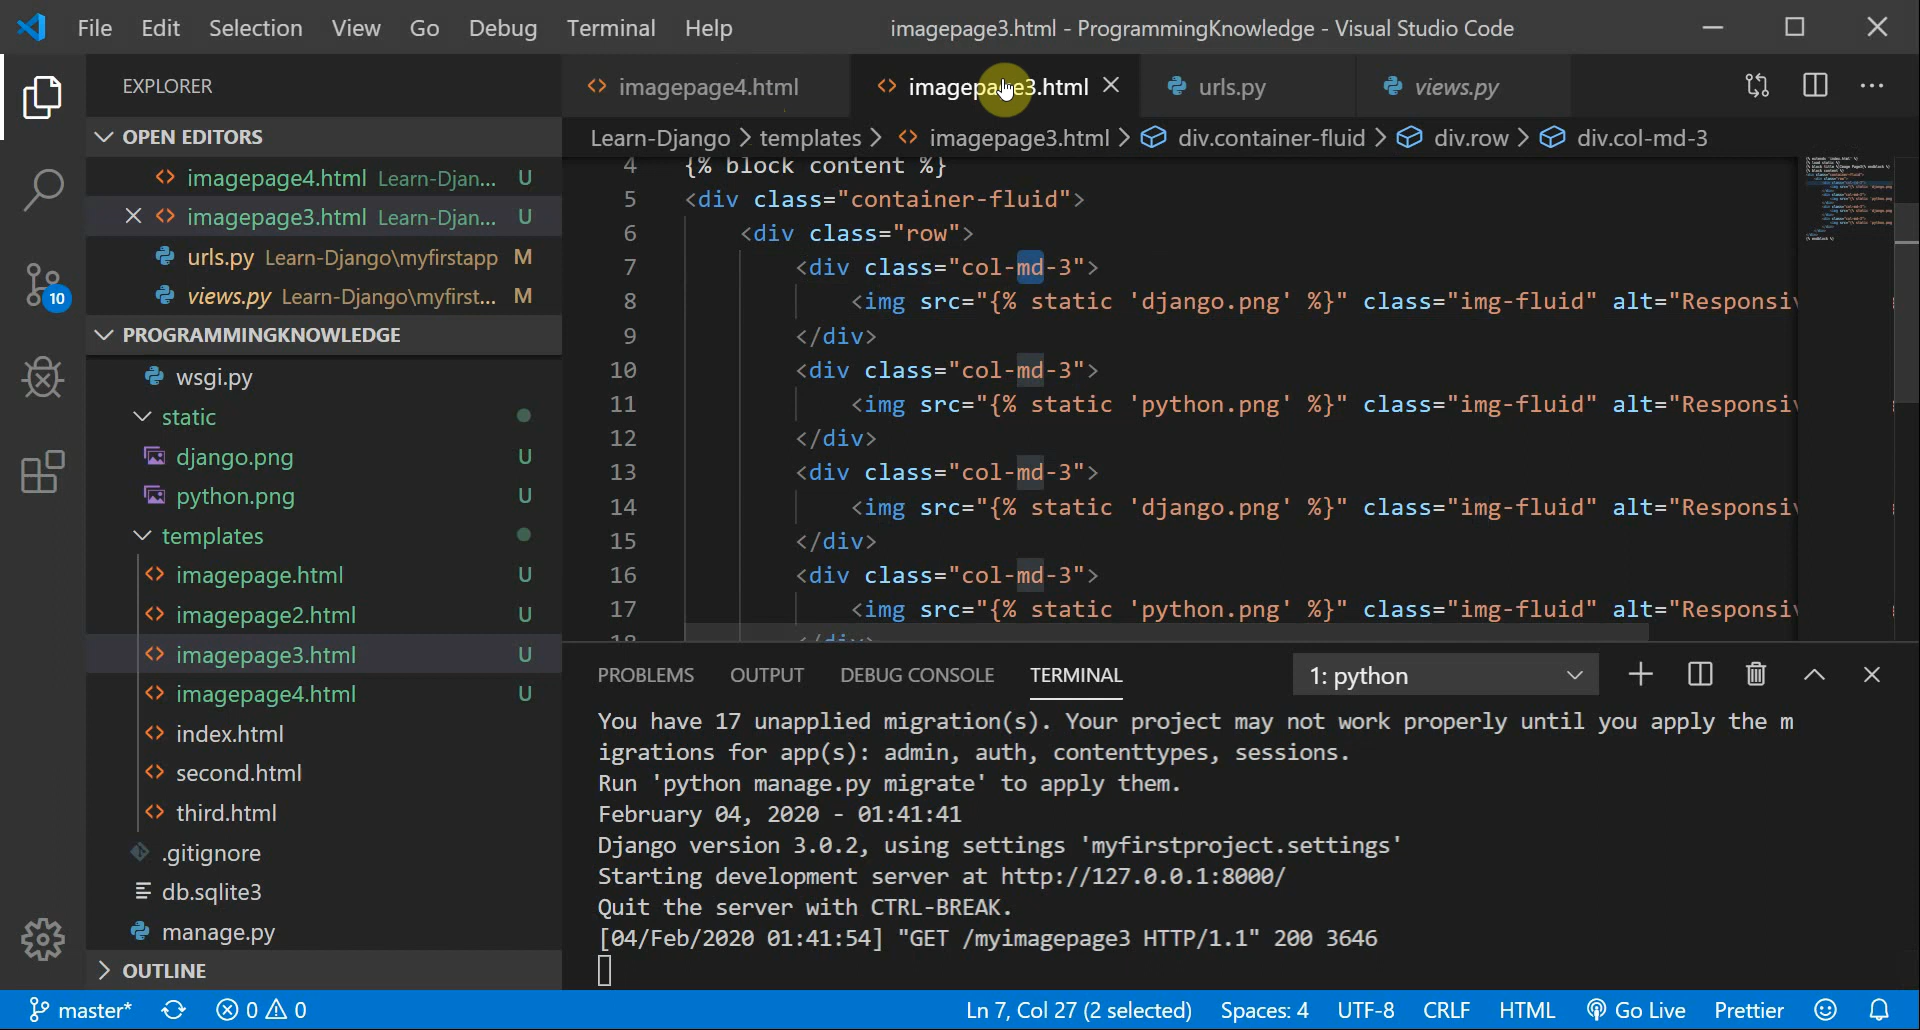 File Edit Selection View Go Debug Terminal Help
imagepage3.html - ProgrammingKnowledge - Visual Studio Code
EXPLORER
OPEN EDITORS
imagepage4.html Learn-Djan... U
imagepage3.html Learn-Djan... U
urls.py Learn-Django\myfirstapp M
views.py Learn-Django\myfirst... M
PROGRAMMINGKNOWLEDGE
wsgi.py
static
django.png U
python.png U
templates
imagepage.html U
imagepage2.html U
imagepage3.html U
imagepage4.html U
index.html
second.html
third.html
.gitignore
db.sqlite3
manage.py
OUTLINE
10
imagepage4.html imagepage3.html urls.py views.py
Learn-Django > templates > imagepage3.html > div.container-fluid > div.row > div.col-md-3
4 {% block content %}
5 <div class="container-fluid">
6 <div class="row">
7 <div class="col-md-3">
8 <img src="{% static 'django.png' %}" class="img-fluid" alt="Responsiv
9 </div>
10 <div class="col-md-3">
11 <img src="{% static 'python.png' %}" class="img-fluid" alt="Responsiv
12 </div>
13 <div class="col-md-3">
14 <img src="{% static 'django.png' %}" class="img-fluid" alt="Responsiv
15 </div>
16 <div class="col-md-3">
17 <img src="{% static 'python.png' %}" class="img-fluid" alt="Responsiv
18 </div>
PROBLEMS OUTPUT DEBUG CONSOLE TERMINAL 1: python
You have 17 unapplied migration(s). Your project may not work properly until you apply the m
igrations for app(s): admin, auth, contenttypes, sessions.
Run 'python manage.py migrate' to apply them.
February 04, 2020 - 01:41:41
Django version 3.0.2, using settings 'myfirstproject.settings'
Starting development server at http://127.0.0.1:8000/
Quit the server with CTRL-BREAK.
[04/Feb/2020 01:41:54] "GET /myimagepage3 HTTP/1.1" 200 3646
master* 0 0 Ln 7, Col 27 (2 selected) Spaces: 4 UTF-8 CRLF HTML Go Live Prettier